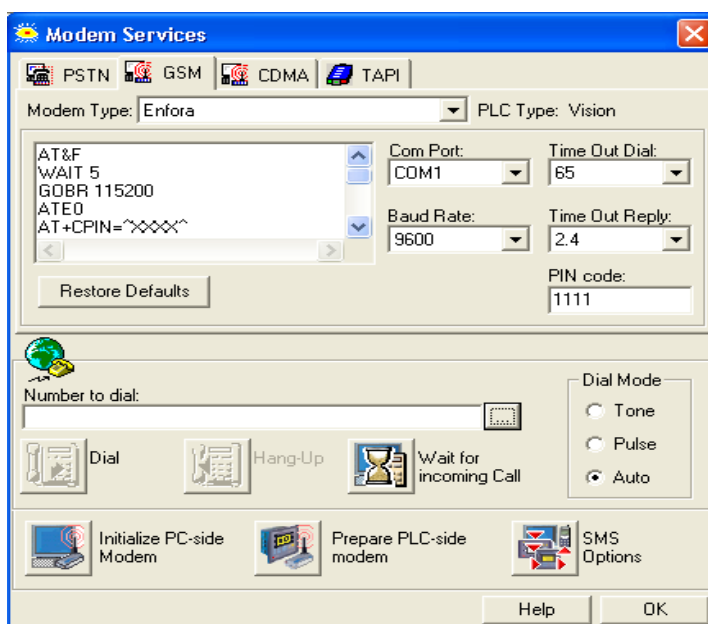 Modem Services
PSTN GSM CDMA TAPI
Modem Type: Enfora PLC Type: Vision
AT&F
WAIT 5
GOBR 115200
ATE0
AT+CPIN=^XXXX^
Com Port: Time Out Dial:
COM1 65
Baud Rate: Time Out Reply:
9600 2.4
PIN code:
1111
Restore Defaults
Number to dial:
....
Dial Mode
Tone
Pulse
Auto
Dial Hang-Up Wait for
incoming Call
Initialize PC-side
Modem
Prepare PLC-side
modem
SMS
Options
Help OK